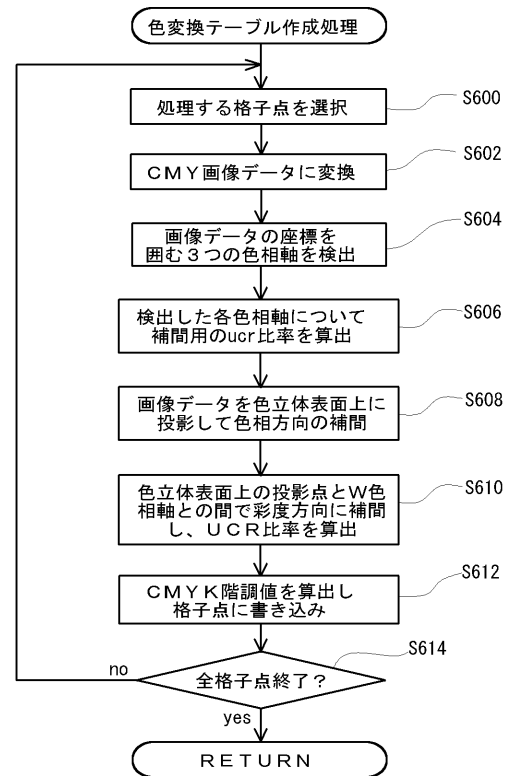 色変換テーブル作成処理
処理する格子点を選択
S600
CMY画像データに変換
S602
画像データの座標を
囲む3つの色相軸を検出
S604
検出した各色相軸について
補間用のucr比率を算出
S606
画像データを色立体表面上に
投影して色相方向の補間
S608
色立体表面上の投影点とW色
相軸との間で彩度方向に補間
し、UCR比率を算出
S610
CMYK階調値を算出し
格子点に書き込み
S612
全格子点終了?
S614
no
yes
RETURN